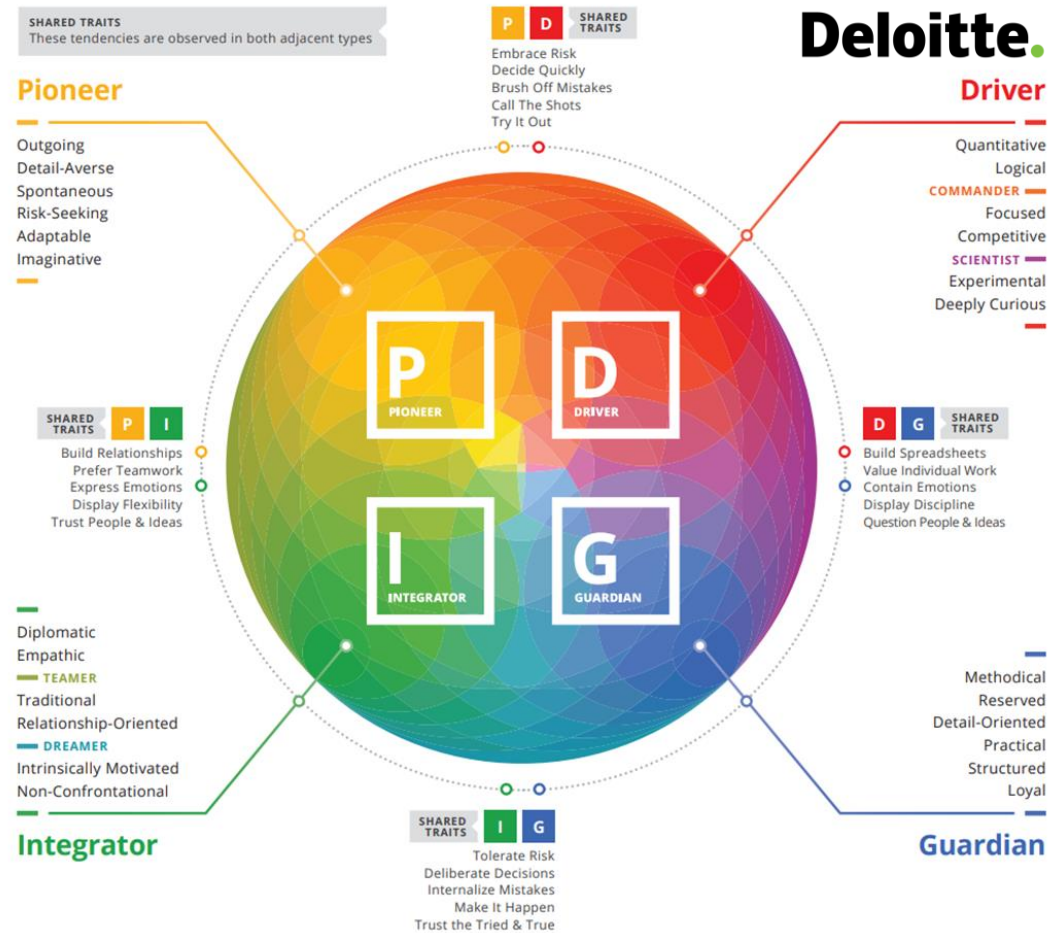 SHARED TRAITS
These tendencies are observed in both adjacent types
P D SHARED TRAITS
Embrace Risk
Decide Quickly
Brush Off Mistakes
Call The Shots
Try It Out
Deloitte.
Pioneer
Outgoing
Detail-Averse
Spontaneous
Risk-Seeking
Adaptable
Imaginative
Driver
Quantitative
Logical
COMMANDER
Focused
Competitive
SCIENTIST
Experimental
Deeply Curious
P
PIONEER
D
DRIVER
SHARED TRAITS P I
Build Relationships
Prefer Teamwork
Express Emotions
Display Flexibility
Trust People & Ideas
D G SHARED TRAITS
Build Spreadsheets
Value Individual Work
Contain Emotions
Display Discipline
Question People & Ideas
I
INTEGRATOR
G
GUARDIAN
Diplomatic
Empathic
TEAMER
Traditional
Relationship-Oriented
DREAMER
Intrinsically Motivated
Non-Confrontational
Integrator
Methodical
Reserved
Detail-Oriented
Practical
Structured
Loyal
Guardian
SHARED TRAITS I G
Tolerate Risk
Deliberate Decisions
Internalize Mistakes
Make It Happen
Trust the Tried & True